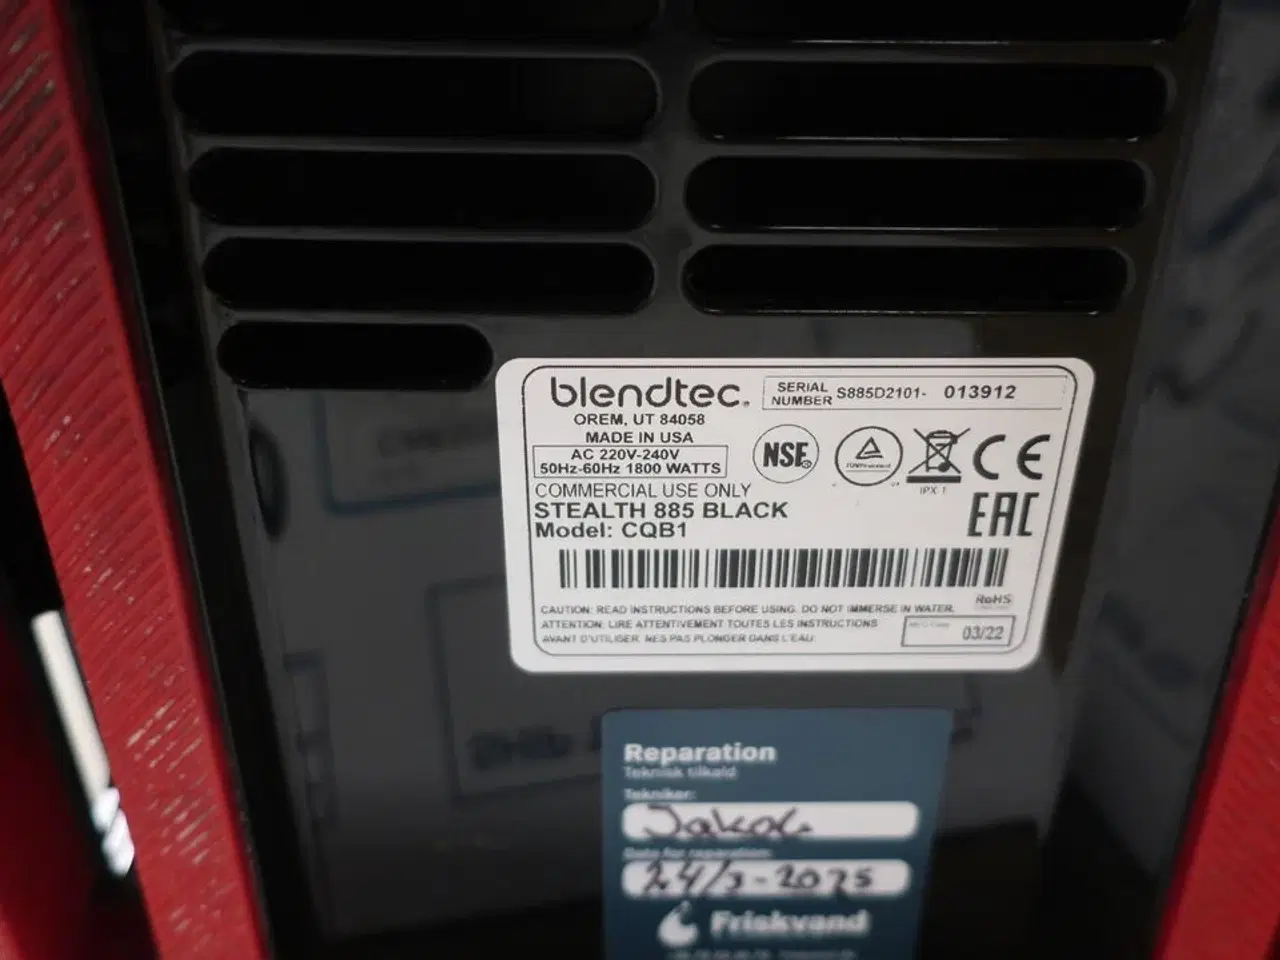 blendtec.
SERIAL NUMBER S885D2101- 013912
OREM, UT 84058
MADE IN USA
AC 220V-240V
50Hz-60Hz 1800 WATTS
NSF
IPX 1
CE
EAC
COMMERCIAL USE ONLY
STEALTH 885 BLACK
Model: CQB1
RoHS
CAUTION: READ INSTRUCTIONS BEFORE USING. DO NOT IMMERSE IN WATER.
ATTENTION: LIRE ATTENTIVEMENT TOUTES LES INSTRUCTIONS
AVANT D'UTILISER. NES PAS PLONGER DANS L'EAU.
03/22
Reparation
Teknisk tilkald
Tekniker:
Jakob
Dato for reparation:
24/3-2025
Friskvand